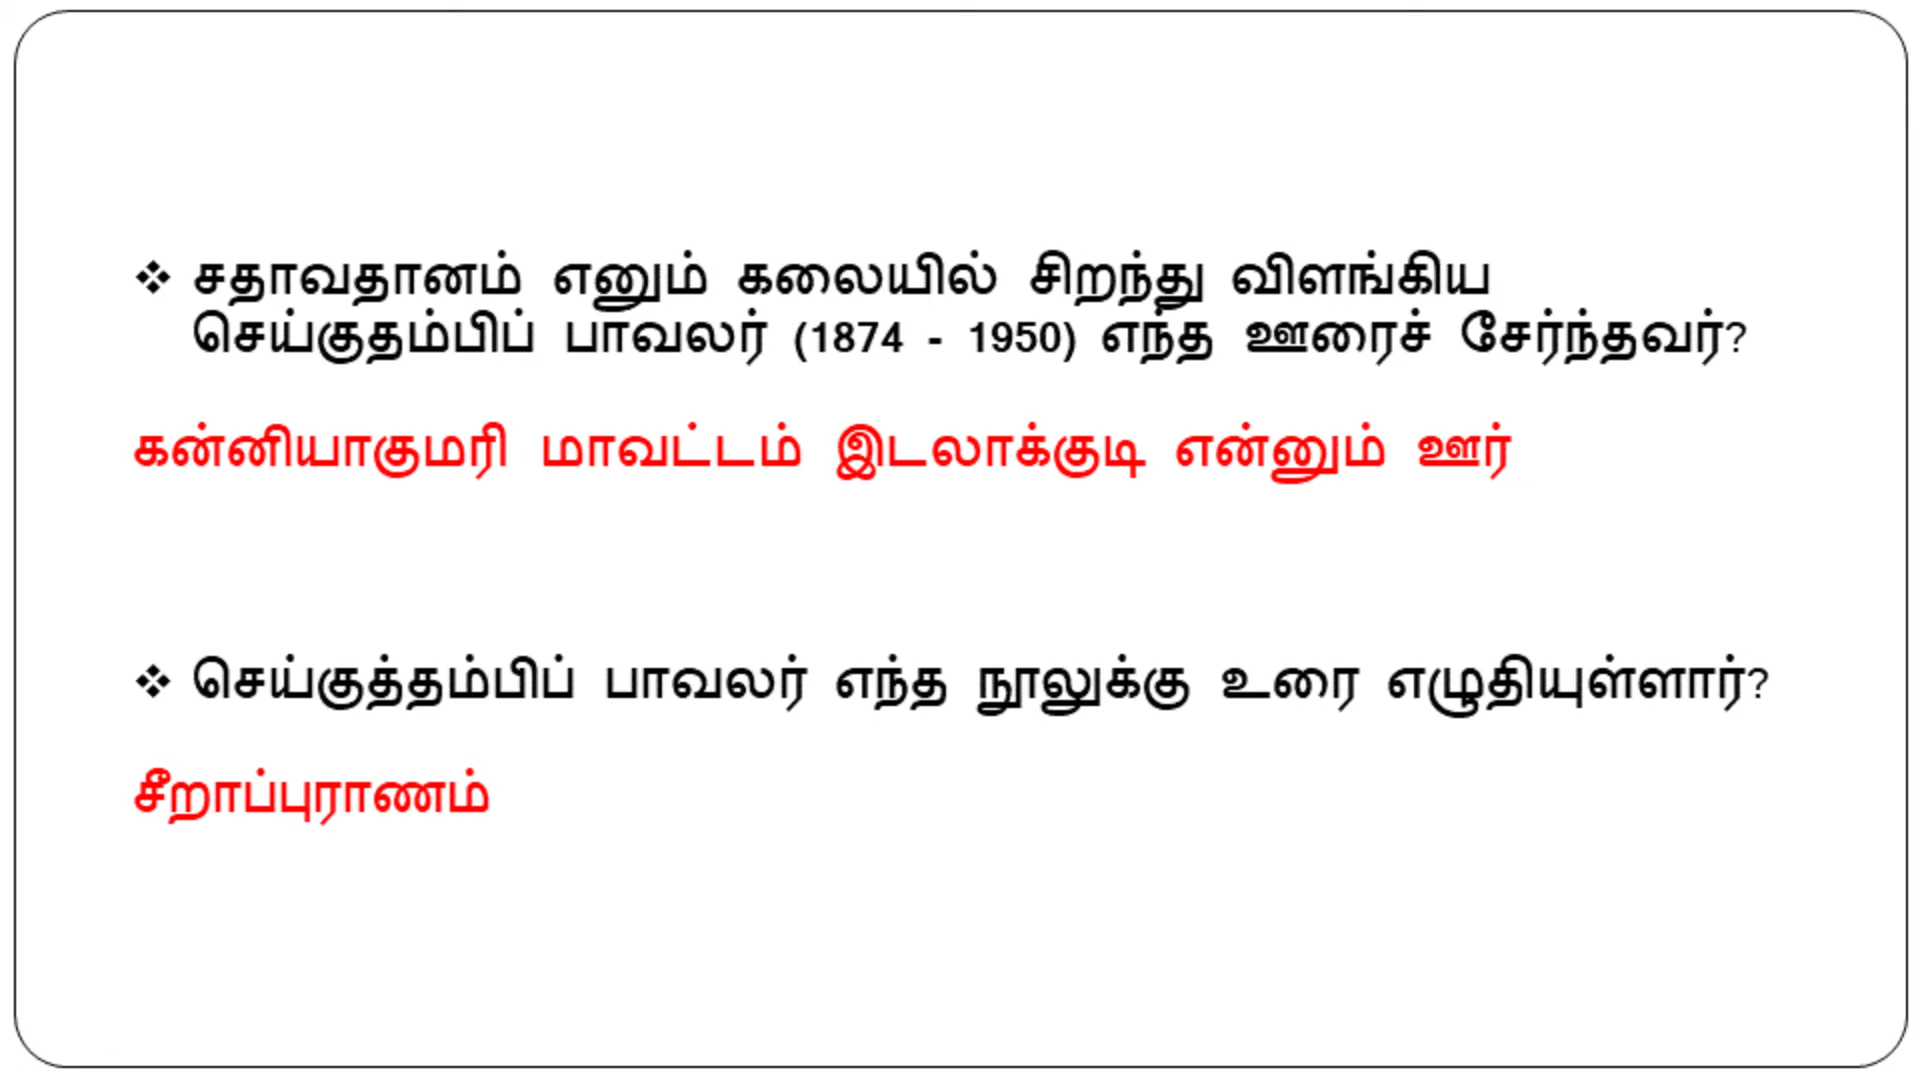 ❖ சதாவதானம் எனும் கலையில் சிறந்து விளங்கிய
செய்குதம்பிப் பாவலர் (1874 - 1950) எந்த ஊரைச் சேர்ந்தவர்?
கன்னியாகுமரி மாவட்டம் இடலாக்குடி என்னும் ஊர்
❖ செய்குத்தம்பிப் பாவலர் எந்த நூலுக்கு உரை எழுதியுள்ளார்?
சீறாப்புராணம்